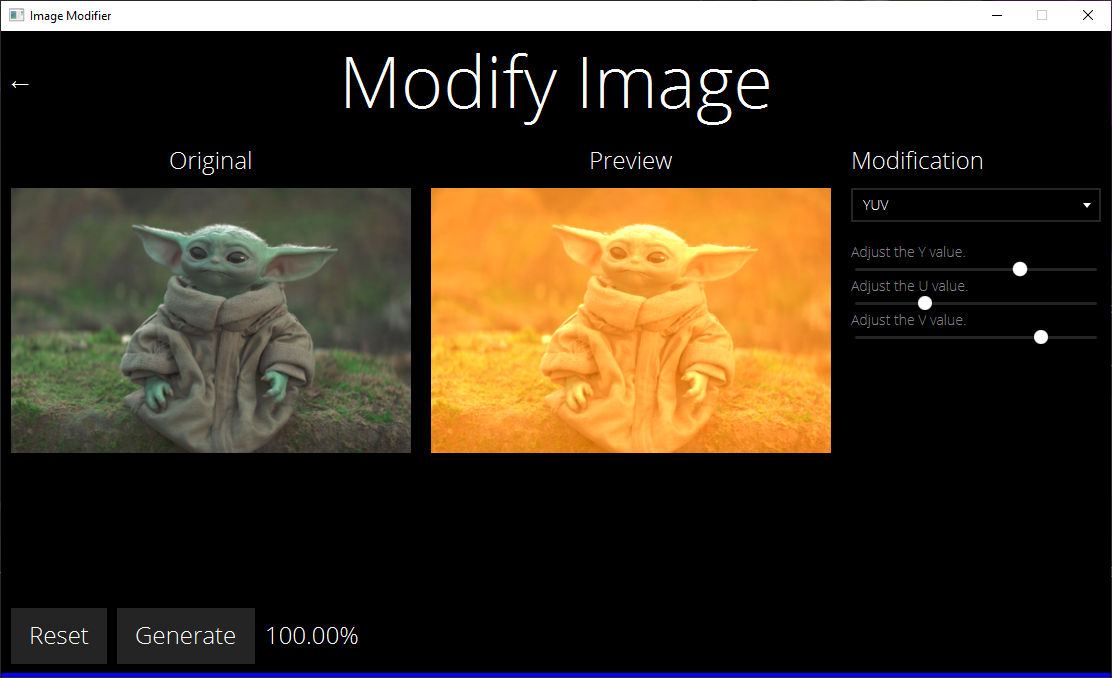 Image Modifier
←
Modify Image
Original
Preview
Modification
YUV
Adjust the Y value.
Adjust the U value.
Adjust the V value.
Reset
Generate
100.00%